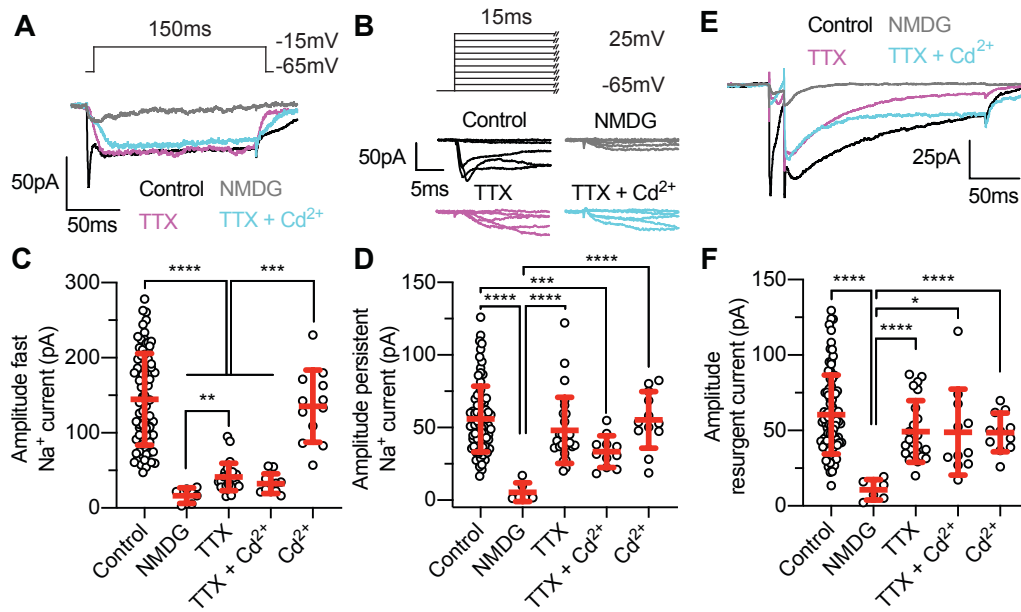 A
150ms
-15mV
-65mV
50pA
50ms
Control NMDG
TTX TTX + Cd²⁺
B
15ms
25mV
-65mV
Control NMDG
50pA
5ms
TTX TTX + Cd²⁺
E
Control NMDG
TTX TTX + Cd²⁺
25pA
50ms
C
Amplitude fast
Na⁺ current (pA)
300
200
100
0
**** ***
**
Control
NMDG
TTX
TTX + Cd²⁺
Cd²⁺
D
Amplitude persistent
Na⁺ current (pA)
150
100
50
0
****
***
**** ****
Control
NMDG
TTX
TTX + Cd²⁺
Cd²⁺
F
Amplitude
resurgent current (pA)
150
100
50
0
**** ****
*
****
Control
NMDG
TTX
TTX + Cd²⁺
Cd²⁺